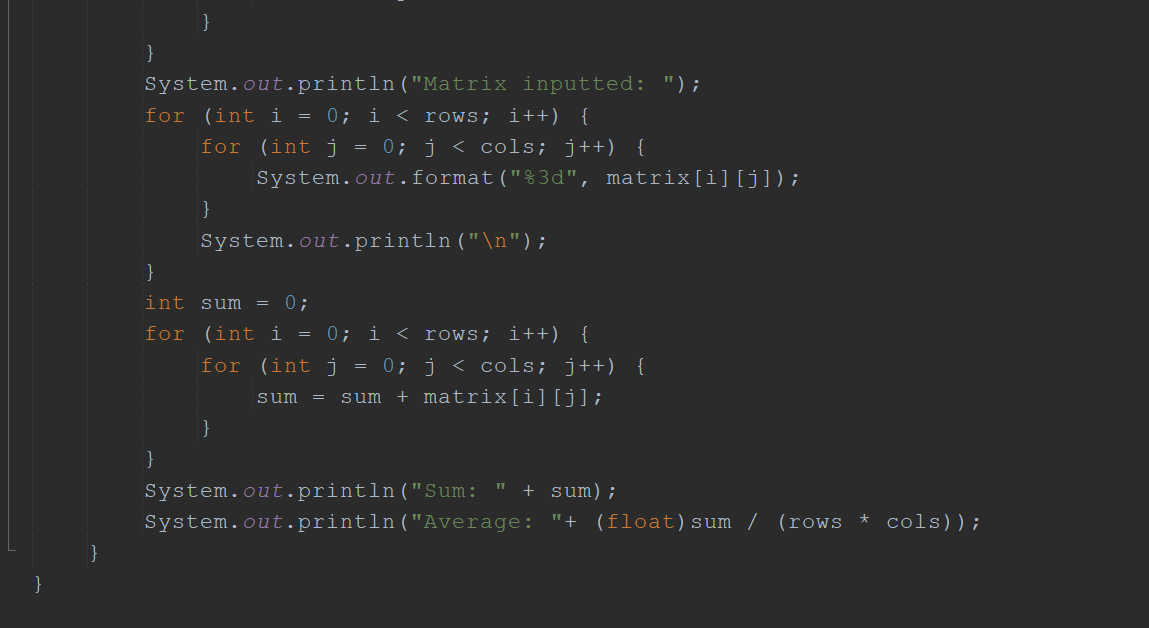 }
}
System.out.println("Matrix inputted: ");
for (int i = 0; i < rows; i++) {
for (int j = 0; j < cols; j++) {
System.out.format("%3d", matrix[i][j]);
}
System.out.println("\n");
}
int sum = 0;
for (int i = 0; i < rows; i++) {
for (int j = 0; j < cols; j++) {
sum = sum + matrix[i][j];
}
}
System.out.println("Sum: " + sum);
System.out.println("Average: "+ (float)sum / (rows * cols));
}
}